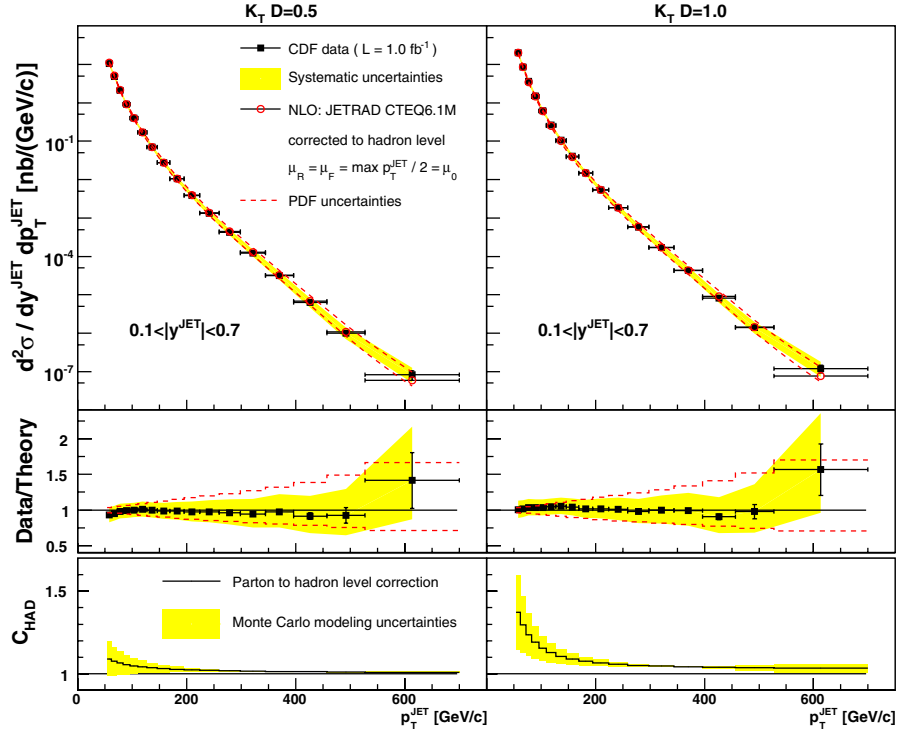 K_T D=0.5
K_T D=1.0
d²σ / dy^JET dp_T^JET [nb/(GeV/c)]
10⁻¹
10⁻⁴
10⁻⁷
CDF data ( L = 1.0 fb⁻¹)
Systematic uncertainties
NLO: JETRAD CTEQ6.1M
corrected to hadron level
μ_R = μ_F = max p_T^JET / 2 = μ_0
PDF uncertainties
0.1<|y^JET|<0.7
0.1<|y^JET|<0.7
Data/Theory
2
1.5
1
0.5
C_HAD
1.5
1
Parton to hadron level correction
Monte Carlo modeling uncertainties
0 200 400 600
200 400 600
p_T^JET [GeV/c]
p_T^JET [GeV/c]